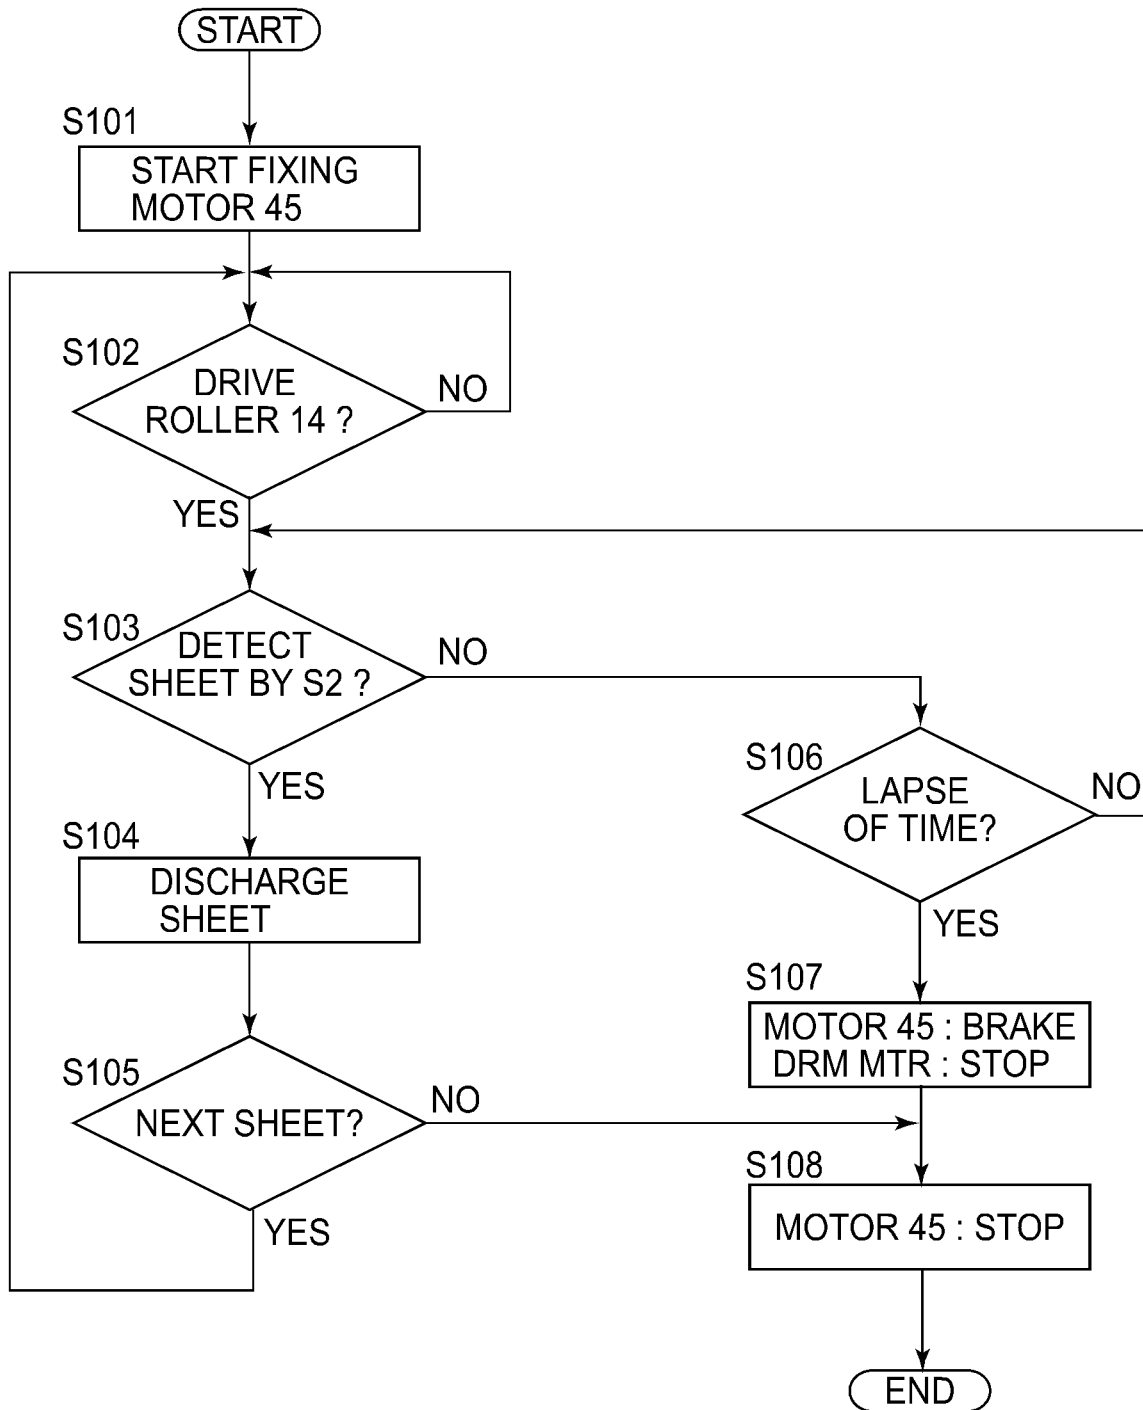 START
S101
START FIXING
MOTOR 45
S102
DRIVE
ROLLER 14 ?
NO
YES
S103
DETECT
SHEET BY S2 ?
NO
YES
S104
DISCHARGE
SHEET
S105
NEXT SHEET?
NO
YES
S106
LAPSE
OF TIME?
NO
YES
S107
MOTOR 45 : BRAKE
DRM MTR : STOP
S108
MOTOR 45 : STOP
END